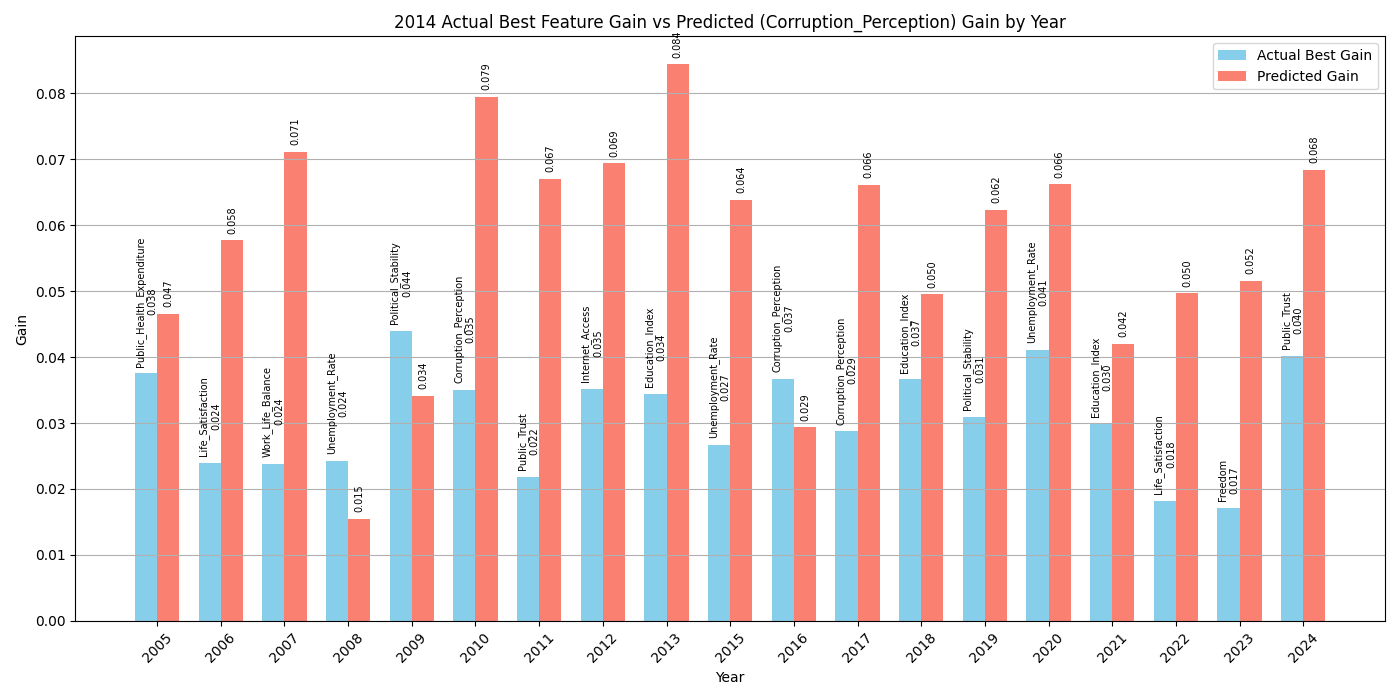 2014 Actual Best Feature Gain vs Predicted (Corruption_Perception) Gain by Year
Actual Best Gain
Predicted Gain
Gain
0.08
0.07
0.06
0.05
0.04
0.03
0.02
0.01
0.00
Public_Health_Expenditure
0.038
0.047
Life_Satisfaction
0.024
0.058
Work_Life_Balance
0.024
0.071
Unemployment_Rate
0.024
0.015
Political_Stability
0.044
0.034
Corruption_Perception
0.035
0.079
Public_Trust
0.022
0.067
Internet_Access
0.035
0.069
Education_Index
0.034
0.084
Unemployment_Rate
0.027
0.064
Corruption_Perception
0.037
0.029
Corruption_Perception
0.029
0.066
Education_Index
0.037
0.050
Political_Stability
0.031
0.062
Unemployment_Rate
0.041
0.066
Education_Index
0.030
0.042
Life_Satisfaction
0.018
0.050
Freedom
0.017
0.052
Public_Trust
0.040
0.068
2005
2006
2007
2008
2009
2010
2011
2012
2013
2015
2016
2017
2018
2019
2020
2021
2022
2023
2024
Year